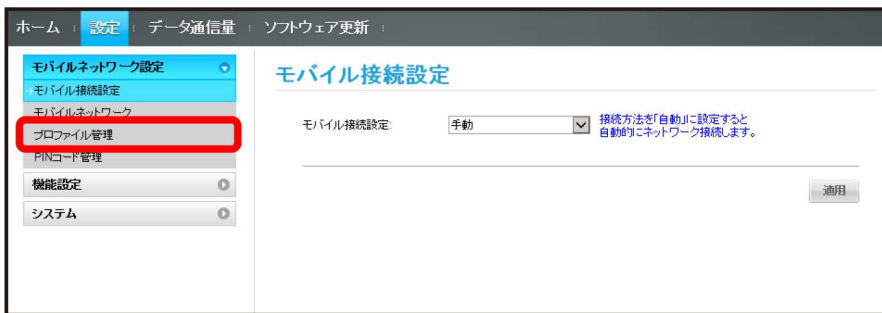 ホーム 設定 データ通信量 ソフトウェア更新
モバイルネットワーク設定
モバイル接続設定
モバイルネットワーク
プロファイル管理
PINコード管理
機能設定
システム
モバイル接続設定
モバイル接続設定: 手動
接続方法を「自動」に設定すると
自動的にネットワーク接続します。
適用